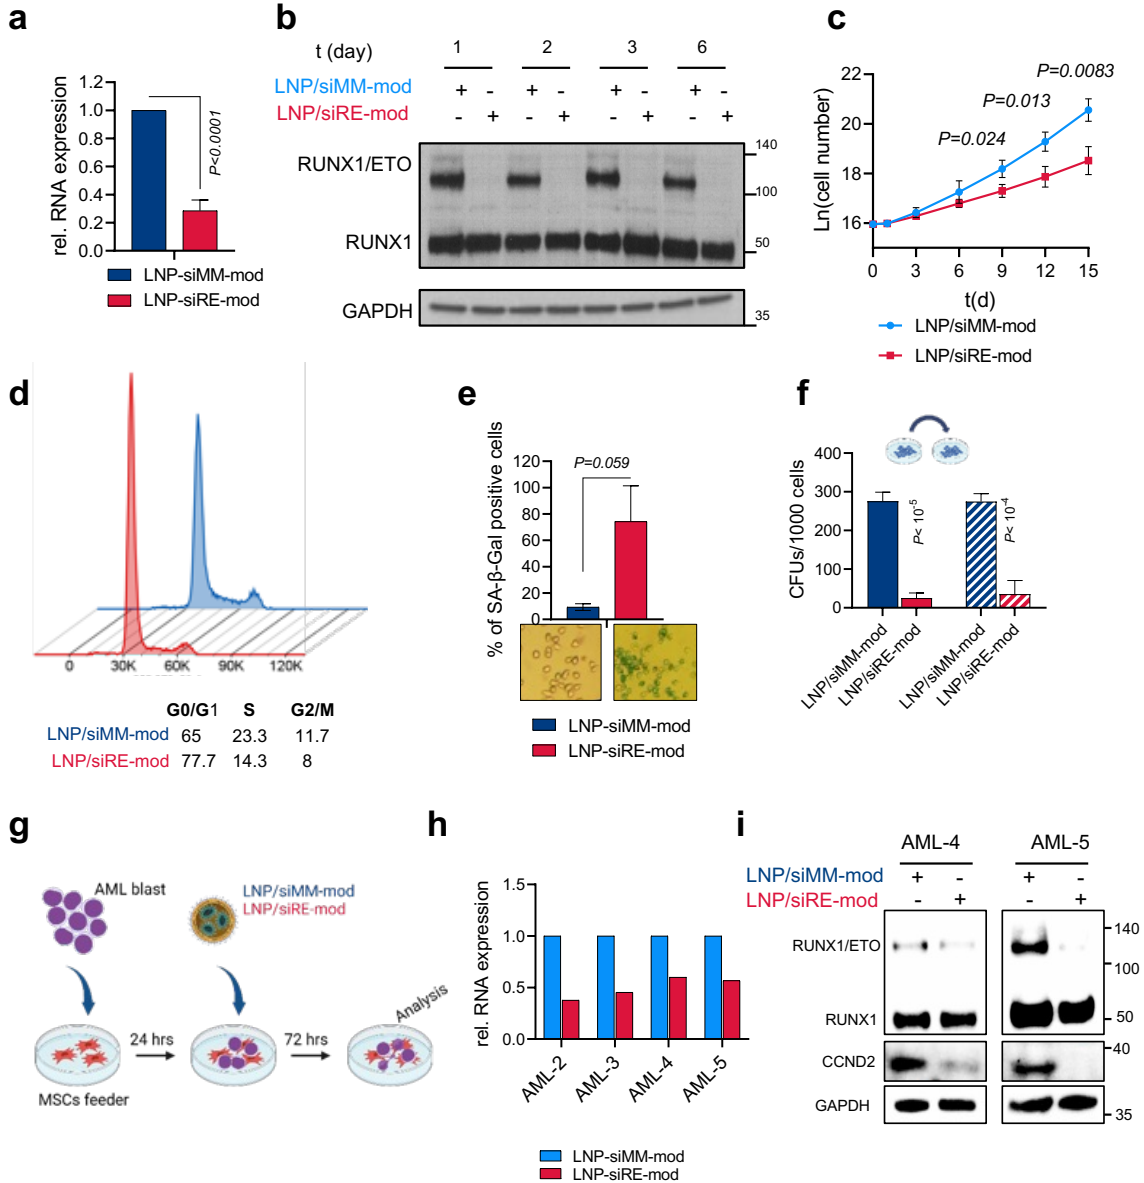 a
rel. RNA expression
1.2
1.0
0.8
0.6
0.4
0.2
0.0
P<0.0001
LNP-siMM-mod
LNP-siRE-mod
b
t (day) 1 2 3 6
LNP/siMM-mod + - + - + - + -
LNP/siRE-mod - + - + - + - +
RUNX1/ETO
RUNX1
GAPDH
140
100
50
35
c
Ln(cell number)
22
20
18
16
P=0.024
P=0.013
P=0.0083
0 3 6 9 12 15
t(d)
LNP/siMM-mod
LNP/siRE-mod
d
0 30K 60K 90K 120K
G0/G1 S G2/M
LNP/siMM-mod 65 23.3 11.7
LNP/siRE-mod 77.7 14.3 8
e
% of SA-β-Gal positive cells
120
100
80
60
40
20
0
P=0.059
LNP-siMM-mod
LNP-siRE-mod
f
CFUs/1000 cells
400
300
200
100
0
P< 10⁻⁵
P< 10⁻⁴
LNP/siMM-mod
LNP/siRE-mod
LNP/siMM-mod
LNP/siRE-mod
g
AML blast
LNP/siMM-mod
LNP/siRE-mod
24 hrs
72 hrs
Analysis
MSCs feeder
h
rel. RNA expression
1.5
1.0
0.5
0.0
AML-2
AML-3
AML-4
AML-5
LNP-siMM-mod
LNP-siRE-mod
i
AML-4 AML-5
LNP/siMM-mod + - + -
LNP/siRE-mod - + - +
RUNX1/ETO
RUNX1
CCND2
GAPDH
140
100
50
40
35